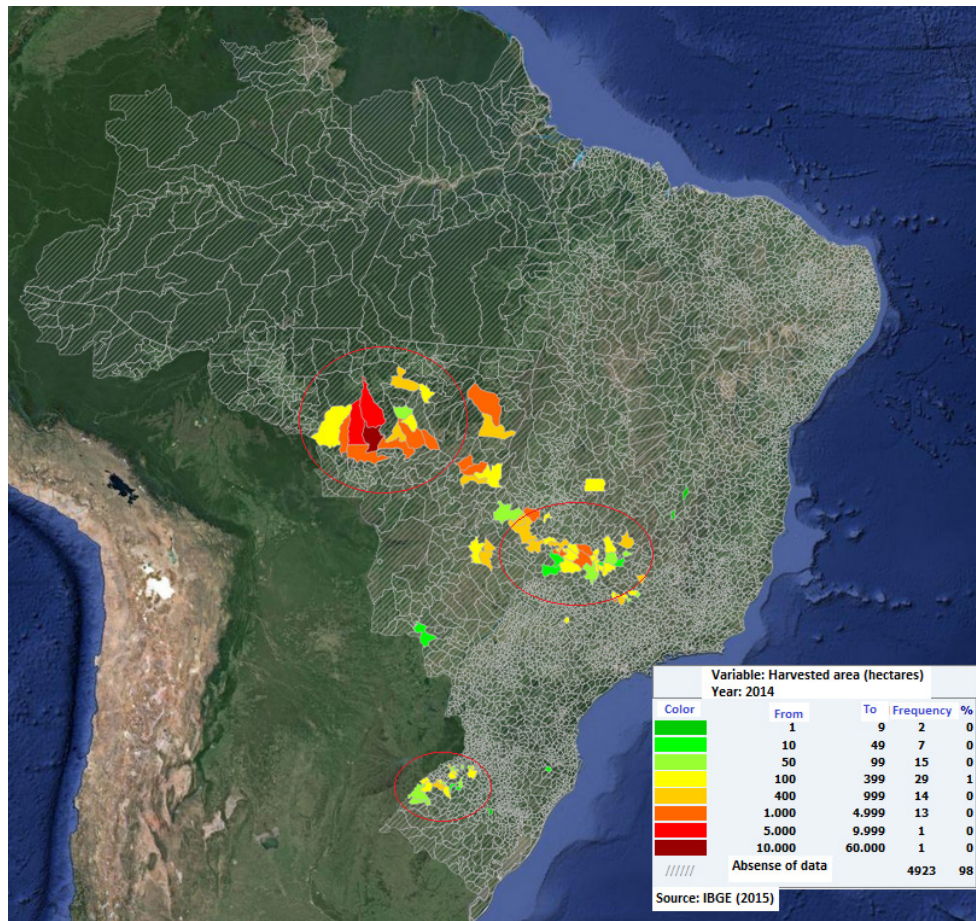 Variable: Harvested area (hectares)
Year: 2014
Color From To Frequency %
1 9 2 0
10 49 7 0
50 99 15 0
100 399 29 1
400 999 14 0
1.000 4.999 13 0
5.000 9.999 1 0
10.000 60.000 1 0
Absense of data 4923 98
Source: IBGE (2015)